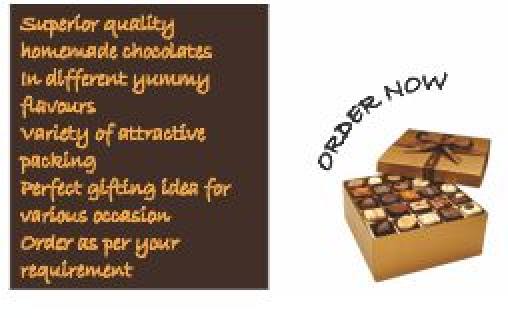 Superior quality
homemade chocolates
In different yummy
flavours
Variety of attractive
packing
Perfect gifting idea for
various occasion
Order as per your
requirement
ORDER NOW